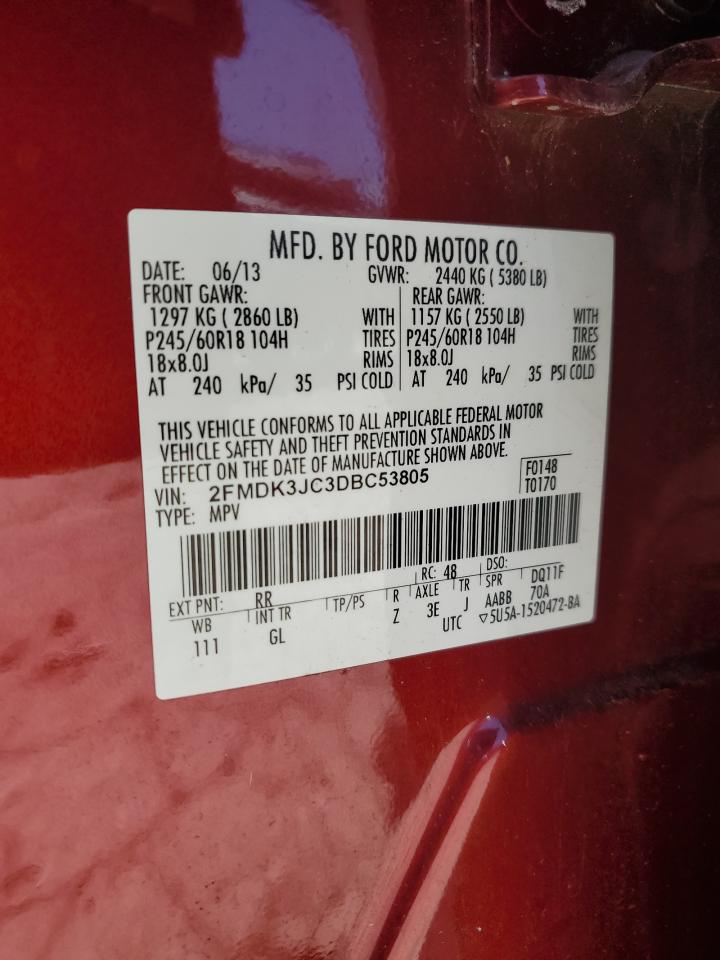 MFD. BY FORD MOTOR CO.
DATE: 06/13 GVWR: 2440 KG ( 5380 LB)
FRONT GAWR: REAR GAWR:
1297 KG ( 2860 LB) WITH 1157 KG ( 2550 LB) WITH
P245/60R18 104H TIRES P245/60R18 104H TIRES
18x8.0J RIMS 18x8.0J RIMS
AT 240 kPa/ 35 PSI COLD AT 240 kPa/ 35 PSI COLD
THIS VEHICLE CONFORMS TO ALL APPLICABLE FEDERAL MOTOR
VEHICLE SAFETY AND THEFT PREVENTION STANDARDS IN
EFFECT ON THE DATE OF MANUFACTURE SHOWN ABOVE.
VIN: 2FMDK3JC3DBC53805 F0148
TYPE: MPV T0170
EXT PNT: RR RC: 48 DSO:
WB INT TR TP/PS R AXLE TR SPR DQ11F
111 GL Z 3E J AABB 70A
UTC ▽5U5A-1520472-BA